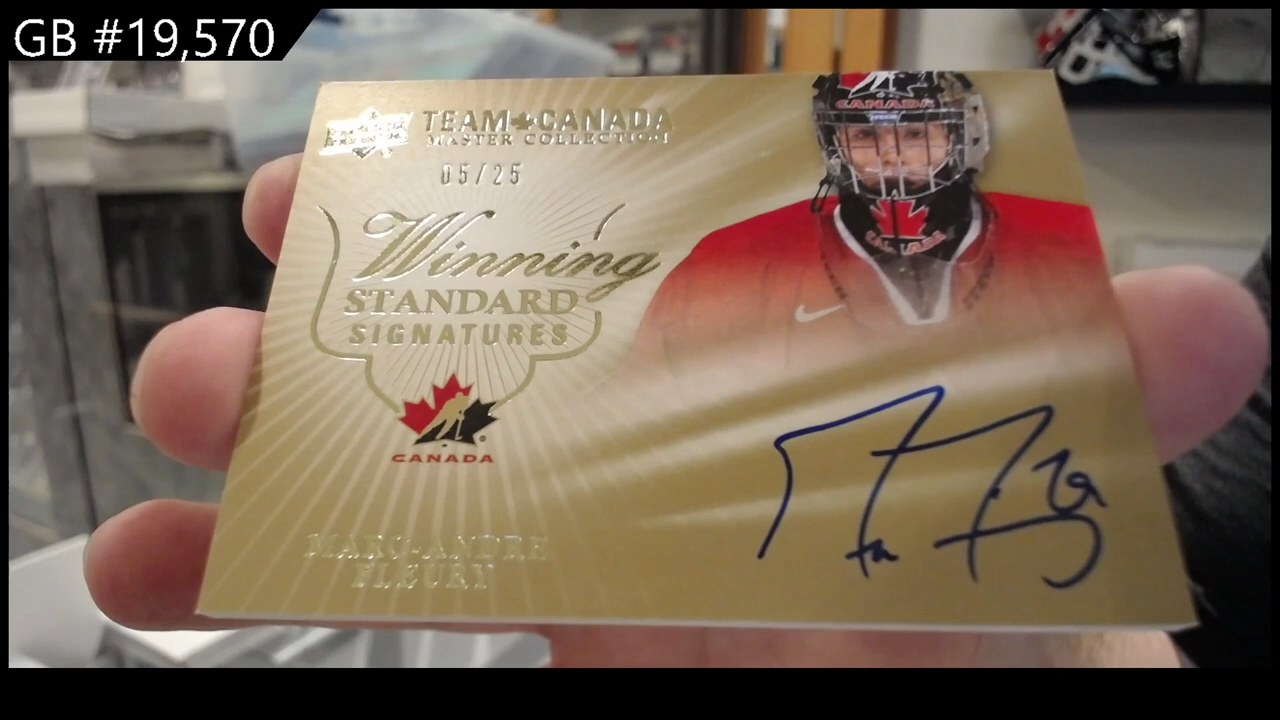 GB #19,570
TEAM CANADA
MASTER COLLECTION
05/25
CANADA
Winning
STANDARD
SIGNATURES
CANADA
MARC-ANDRE
FLEURY